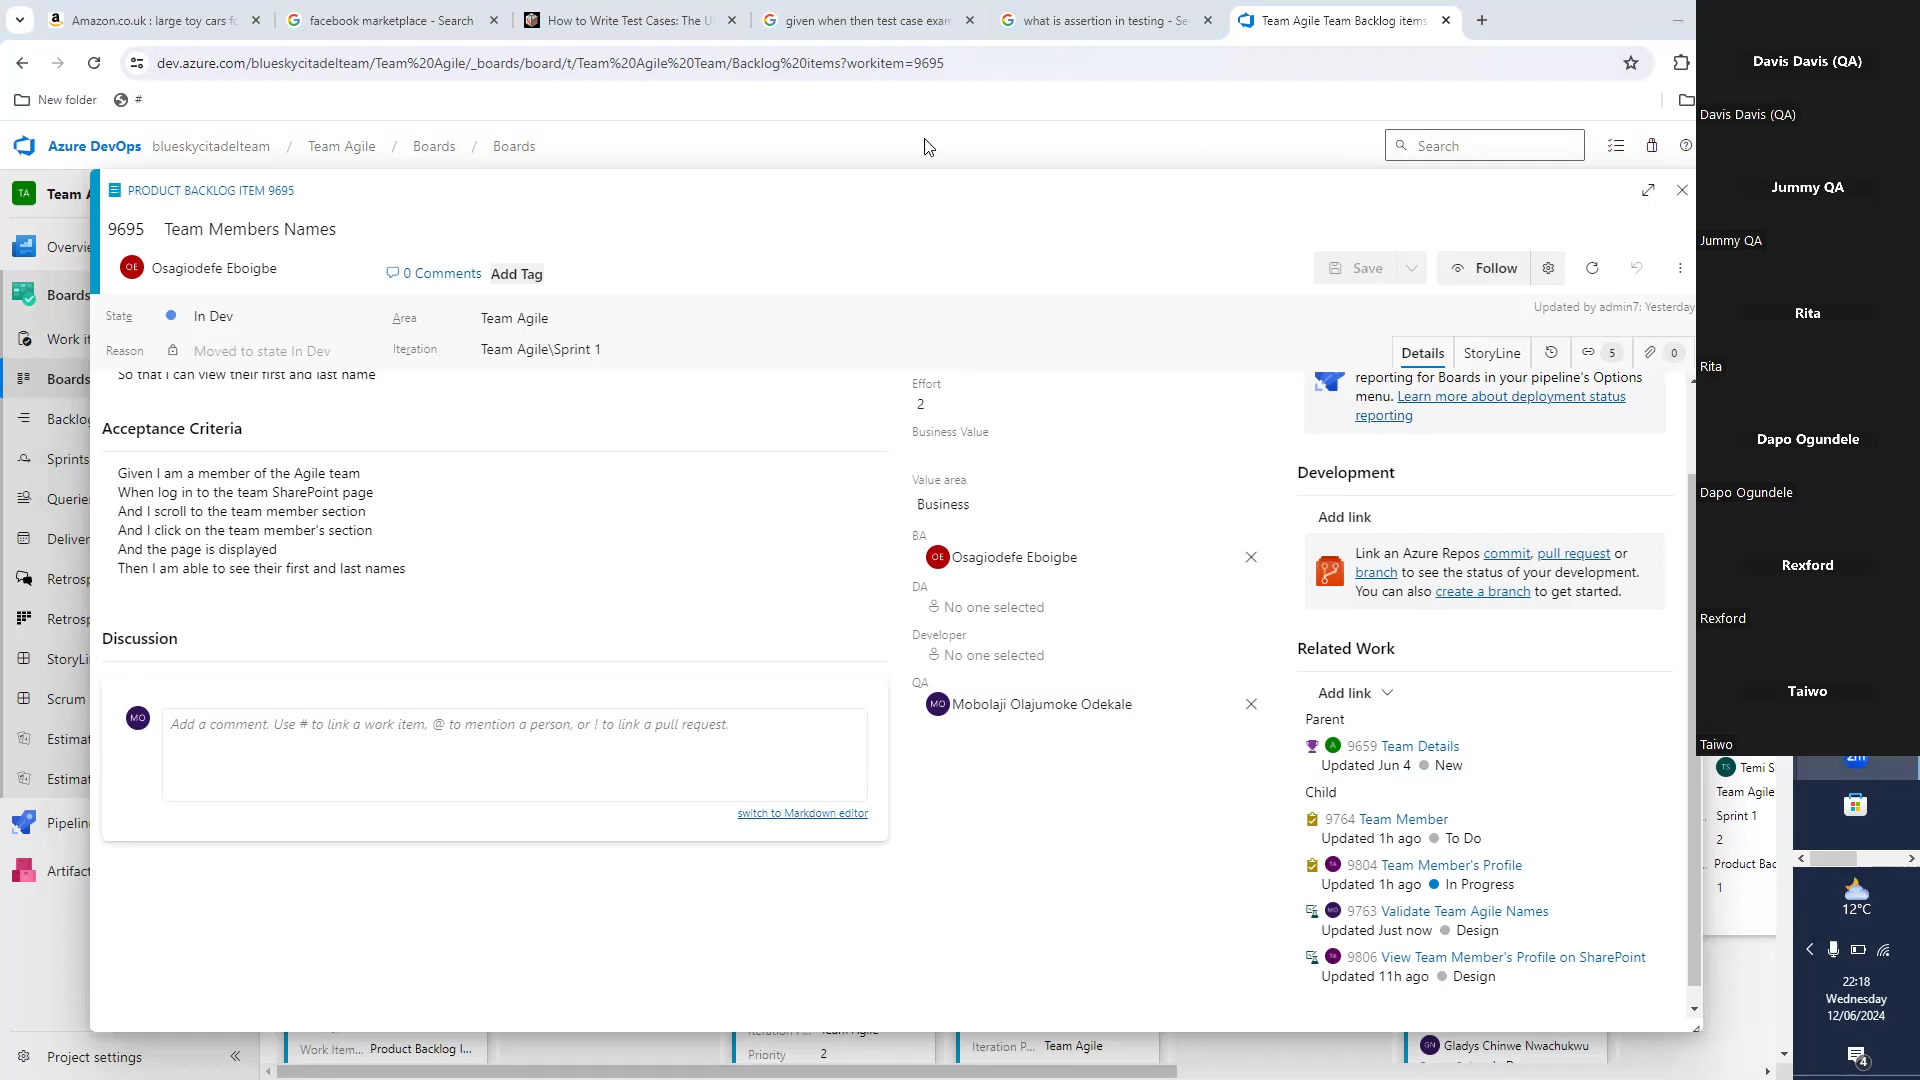 Amazon.co.uk : large toy cars fo
facebook marketplace - Search
How to Write Test Cases: The U
given when then test case exam
what is assertion in testing - Se
Team Agile Team Backlog items
dev.azure.com/blueskycitadelteam/Team%20Agile/_boards/board/t/Team%20Agile%20Team/Backlog%20items?workitem=9695
New folder
#
Azure DevOps
blueskycitadelteam / Team Agile / Boards / Boards
Search
TA
Team A
Overvie
Boards
Work it
Boards
Backlog
Sprints
Querie
Deliver
Retrosp
Retrosp
StoryLi
Scrum
Estimat
Estimat
Pipelin
Artifact
Project settings
PRODUCT BACKLOG ITEM 9695
9695 Team Members Names
OE Osagiodefe Eboigbe
0 Comments
Add Tag
Save
Follow
State In Dev
Area Team Agile
Updated by admin7: Yesterday
Reason Moved to state In Dev
Iteration Team Agile\Sprint 1
Details
StoryLine
5
0
So that I can view their first and last name
Acceptance Criteria
Given I am a member of the Agile team
When log in to the team SharePoint page
And I scroll to the team member section
And I click on the team member's section
And the page is displayed
Then I am able to see their first and last names
Discussion
MO
Add a comment. Use # to link a work item, @ to mention a person, or ! to link a pull request.
switch to Markdown editor
Effort
2
Business Value
Value area
Business
BA
OE Osagiodefe Eboigbe
DA
No one selected
Developer
No one selected
QA
MO Mobolaji Olajumoke Odekale
reporting for Boards in your pipeline's Options
menu. Learn more about deployment status
reporting
Development
Add link
Link an Azure Repos commit, pull request or
branch to see the status of your development.
You can also create a branch to get started.
Related Work
Add link
Parent
A 9659 Team Details
Updated Jun 4 New
Child
9764 Team Member
Updated 1h ago To Do
TA 9804 Team Member's Profile
Updated 1h ago In Progress
MO 9763 Validate Team Agile Names
Updated Just now Design
TA 9806 View Team Member's Profile on SharePoint
Updated 11h ago Design
Work Item... Product Backlog I...
Priority 2
Iteration P... Team Agile
GN Gladys Chinwe Nwachukwu
Davis Davis (QA)
Davis Davis (QA)
Jummy QA
Jummy QA
Rita
Rita
Dapo Ogundele
Dapo Ogundele
Rexford
Rexford
Taiwo
Taiwo
TS Temi S
Team Agile
Sprint 1
2
Product Bac
1
12°C
22:18
Wednesday
12/06/2024
4